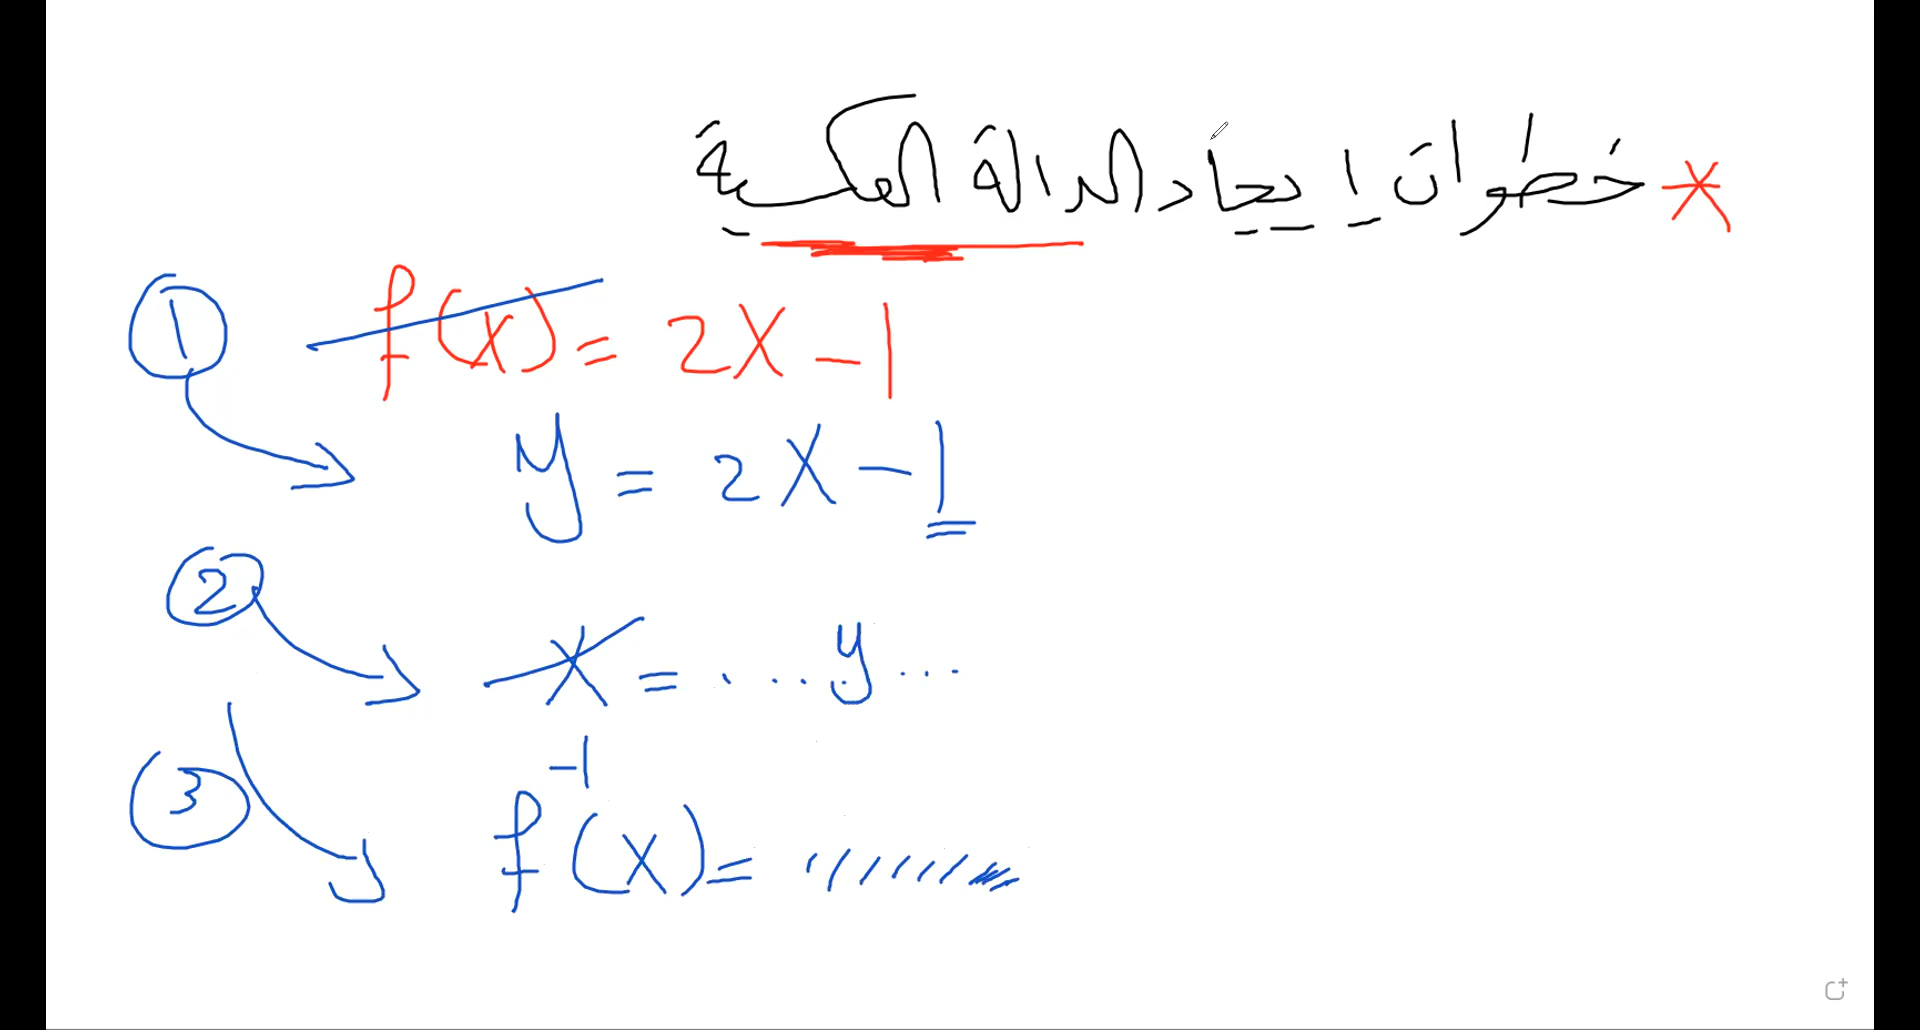 * خطوات إيجاد الدالة العكسية
① f(x) = 2x - 1
y = 2x - 1
② x = ... y ...
③ f⁻¹(x) =